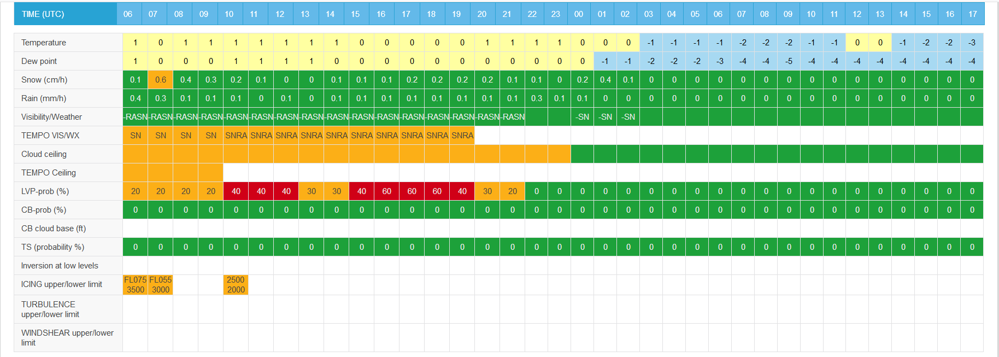 TIME (UTC) 06 07 08 09 10 11 12 13 14 15 16 17 18 19 20 21 22 23 00 01 02 03 04 05 06 07 08 09 10 11 12 13 14 15 16 17
Temperature 1 0 1 1 1 1 1 1 1 0 0 0 0 0 1 1 1 1 0 0 0 -1 -1 -1 -1 -2 -2 -2 -1 -1 0 0 -1 -2 -2 -3
Dew point 1 0 0 0 1 1 1 1 0 0 0 0 0 0 0 0 0 0 0 -1 -1 -2 -2 -2 -3 -4 -4 -5 -4 -4 -4 -4 -4 -4 -4 -4
Snow (cm/h) 0.1 0.6 0.4 0.3 0.2 0.1 0 0 0.1 0.1 0.1 0.2 0.2 0.2 0.2 0.1 0.1 0 0.2 0.4 0.1 0 0 0 0 0 0 0 0 0 0 0 0 0 0 0
Rain (mm/h) 0.4 0.3 0.1 0.1 0.1 0 0.1 0 0.1 0.1 0.1 0.1 0.1 0.1 0.1 0.1 0.3 0.1 0.1 0 0 0 0 0 0 0 0 0 0 0 0 0 0 0 0 0
Visibility/Weather -RASN -RASN -RASN -RASN -RASN -RASN -RASN -RASN -RASN -RASN -RASN -RASN -RASN -RASN -RASN -RASN -SN -SN -SN
TEMPO VIS/WX SN SN SN SN SNRA SNRA SNRA SNRA SNRA SNRA SNRA SNRA SNRA SNRA
Cloud ceiling
TEMPO Ceiling
LVP-prob (%) 20 20 20 20 40 40 40 30 30 40 60 60 60 40 30 20 0 0 0 0 0 0 0 0 0 0 0 0 0 0 0 0 0 0 0 0
CB-prob (%) 0 0 0 0 0 0 0 0 0 0 0 0 0 0 0 0 0 0 0 0 0 0 0 0 0 0 0 0 0 0 0 0 0 0 0 0
CB cloud base (ft)
TS (probability %) 0 0 0 0 0 0 0 0 0 0 0 0 0 0 0 0 0 0 0 0 0 0 0 0 0 0 0 0 0 0 0 0 0 0 0 0
Inversion at low levels
ICING upper/lower limit
FL075 FL055 2500
3500 3000 2000
TURBULENCE
upper/lower limit
WINDSHEAR upper/lower
limit